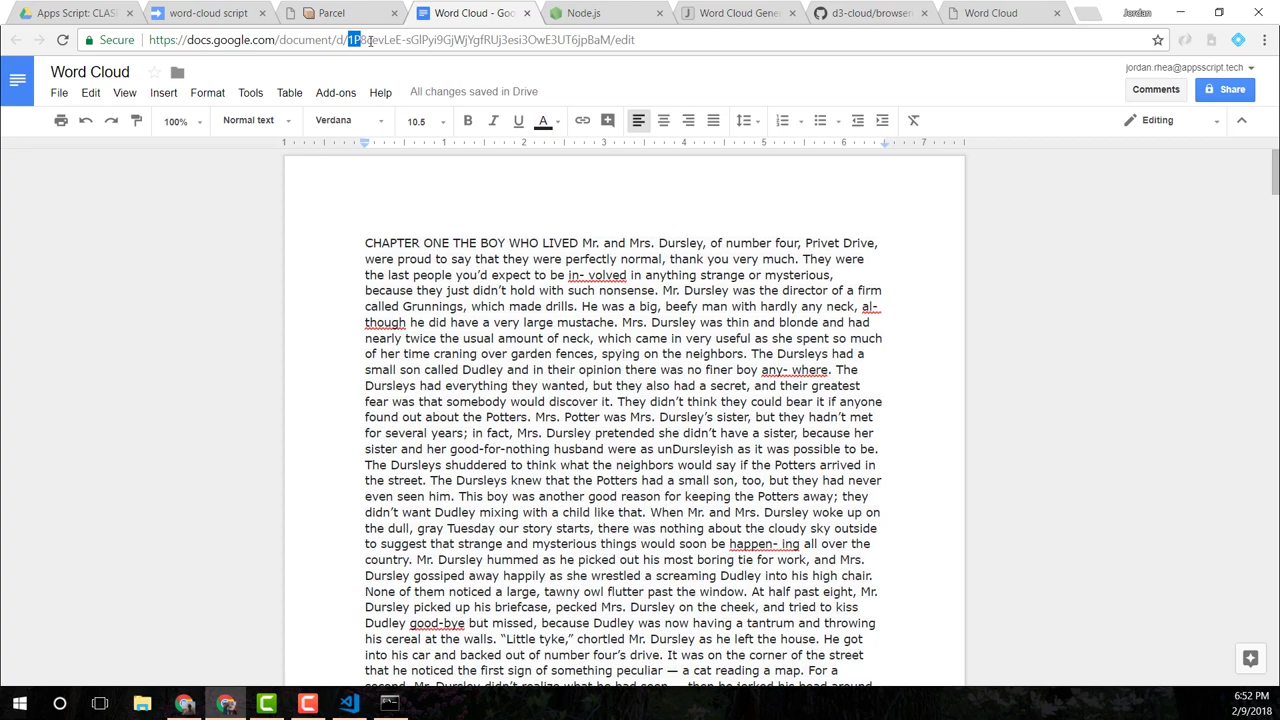 Apps Script: CLAS
word-cloud script
Parcel
Word Cloud - Goo
Node.js
Word Cloud Gene
d3-cloud/browser
Word Cloud
Jordan
Secure
https://docs.google.com/document/d/
Word Cloud
jordan.rhea@appsscript.tech
File Edit View Insert Format Tools Table Add-ons Help All changes saved in Drive
Comments
Share
100% Normal text Verdana 10.5 B I U A Editing
1 1 2 3 4 5 6 7
CHAPTER ONE THE BOY WHO LIVED Mr. and Mrs. Dursley, of number four, Privet Drive,
were proud to say that they were perfectly normal, thank you very much. They were
the last people you’d expect to be in- volved in anything strange or mysterious,
because they just didn’t hold with such nonsense. Mr. Dursley was the director of a firm
called Grunnings, which made drills. He was a big, beefy man with hardly any neck, al-
though he did have a very large mustache. Mrs. Dursley was thin and blonde and had
nearly twice the usual amount of neck, which came in very useful as she spent so much
of her time craning over garden fences, spying on the neighbors. The Dursleys had a
small son called Dudley and in their opinion there was no finer boy any- where. The
Dursleys had everything they wanted, but they also had a secret, and their greatest
fear was that somebody would discover it. They didn’t think they could bear it if anyone
found out about the Potters. Mrs. Potter was Mrs. Dursley’s sister, but they hadn’t met
for several years; in fact, Mrs. Dursley pretended she didn’t have a sister, because her
sister and her good-for-nothing husband were as unDursleyish as it was possible to be.
The Dursleys shuddered to think what the neighbors would say if the Potters arrived in
the street. The Dursleys knew that the Potters had a small son, too, but they had never
even seen him. This boy was another good reason for keeping the Potters away; they
didn’t want Dudley mixing with a child like that. When Mr. and Mrs. Dursley woke up on
the dull, gray Tuesday our story starts, there was nothing about the cloudy sky outside
to suggest that strange and mysterious things would soon be happen- ing all over the
country. Mr. Dursley hummed as he picked out his most boring tie for work, and Mrs.
Dursley gossiped away happily as she wrestled a screaming Dudley into his high chair.
None of them noticed a large, tawny owl flutter past the window. At half past eight, Mr.
Dursley picked up his briefcase, pecked Mrs. Dursley on the cheek, and tried to kiss
Dudley good-bye but missed, because Dudley was now having a tantrum and throwing
his cereal at the walls. “Little tyke,” chortled Mr. Dursley as he left the house. He got
into his car and backed out of number four’s drive. It was on the corner of the street
that he noticed the first sign of something peculiar — a cat reading a map. For a
second, Mr. Dursley didn’t realize what he had seen — then he jerked his head around
6:52 PM
2/9/2018